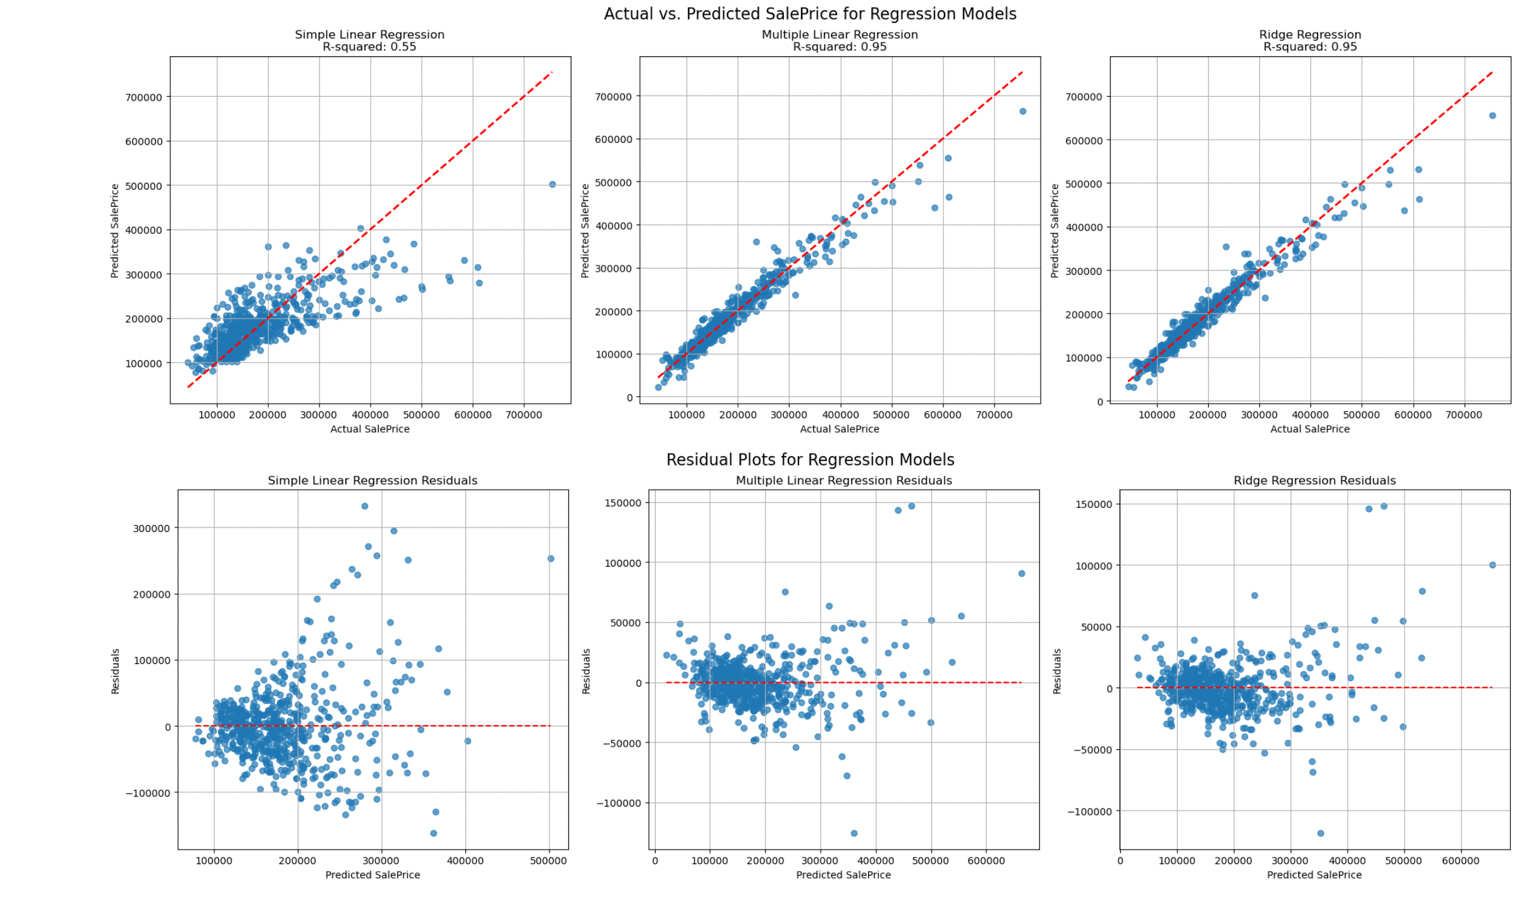 Actual vs. Predicted SalePrice for Regression Models
Simple Linear Regression
R-squared: 0.55
700000
600000
500000
400000
300000
200000
100000
Predicted SalePrice
100000 200000 300000 400000 500000 600000 700000
Actual SalePrice
Multiple Linear Regression
R-squared: 0.95
700000
600000
500000
400000
300000
200000
100000
0
Predicted SalePrice
100000 200000 300000 400000 500000 600000 700000
Actual SalePrice
Ridge Regression
R-squared: 0.95
700000
600000
500000
400000
300000
200000
100000
0
Predicted SalePrice
100000 200000 300000 400000 500000 600000 700000
Actual SalePrice
Residual Plots for Regression Models
Simple Linear Regression Residuals
300000
200000
100000
0
−100000
Residuals
100000 200000 300000 400000 500000
Predicted SalePrice
Multiple Linear Regression Residuals
150000
100000
50000
0
−50000
−100000
Residuals
0 100000 200000 300000 400000 500000 600000
Predicted SalePrice
Ridge Regression Residuals
150000
100000
50000
0
−50000
−100000
Residuals
0 100000 200000 300000 400000 500000 600000
Predicted SalePrice